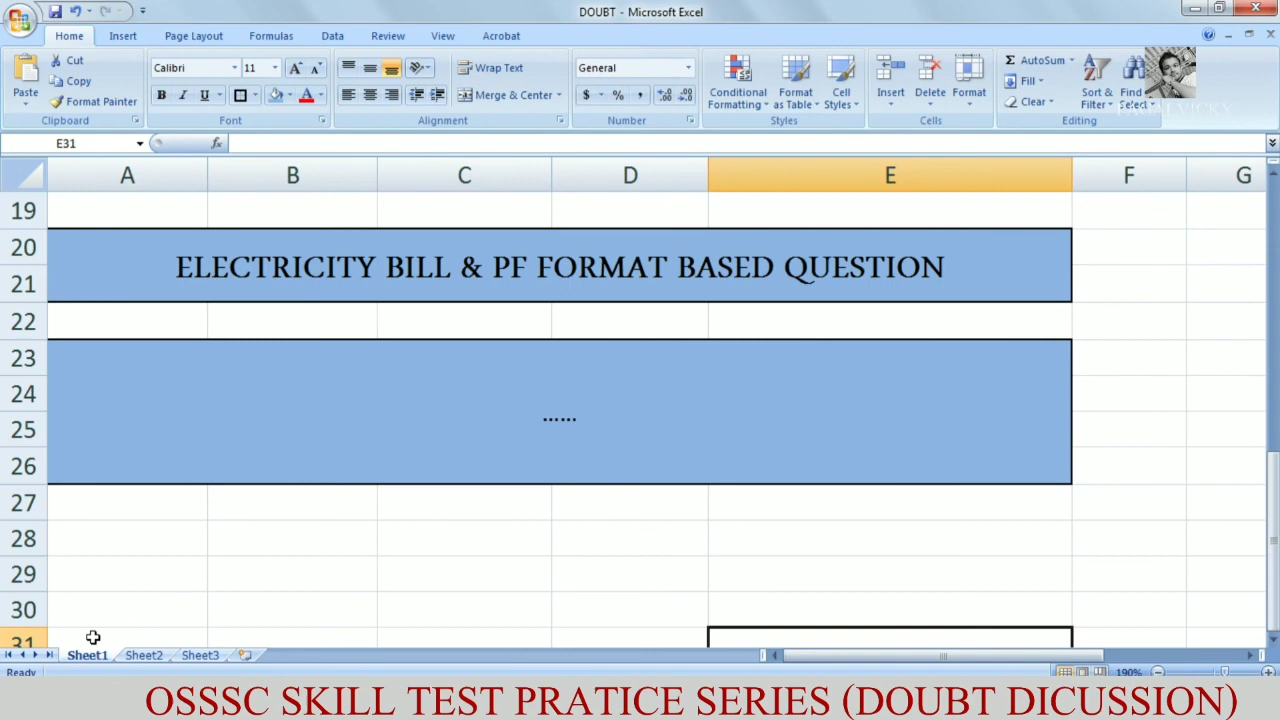 DOUBT - Microsoft Excel
Home Insert Page Layout Formulas Data Review View Acrobat
Paste
Cut
Copy
Format Painter
Clipboard
Calibri 11
B I U
Font
Wrap Text
Merge & Center
Alignment
General
$ % ,
Number
Conditional Formatting
Format as Table
Cell Styles
Styles
Insert Delete Format
Cells
Σ AutoSum
Fill
Clear
Sort & Filter
Find Select
Editing
E31 fx
A B C D E F G
19
20
ELECTRICITY BILL & PF FORMAT BASED QUESTION
21
22
23
24
......
25
26
27
28
29
30
31
Sheet1 Sheet2 Sheet3
Ready 190%
OSSSC SKILL TEST PRATICE SERIES (DOUBT DICUSSION)